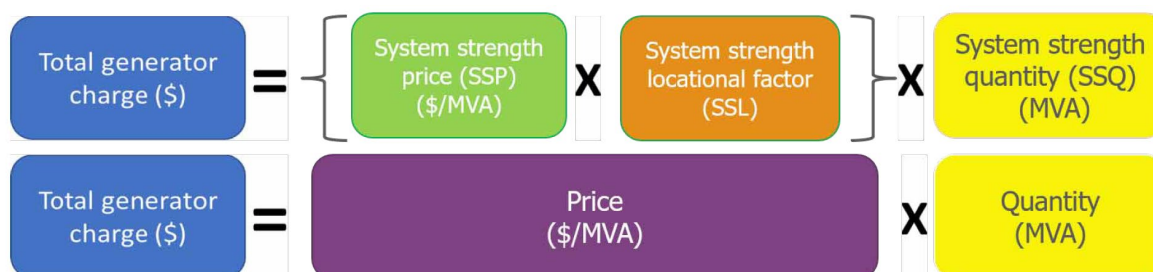 Total generator charge ($)
=
{
System strength price (SSP) ($/MVA)
X
System strength locational factor (SSL)
}
X
System strength quantity (SSQ) (MVA)
Total generator charge ($)
=
Price ($/MVA)
X
Quantity (MVA)